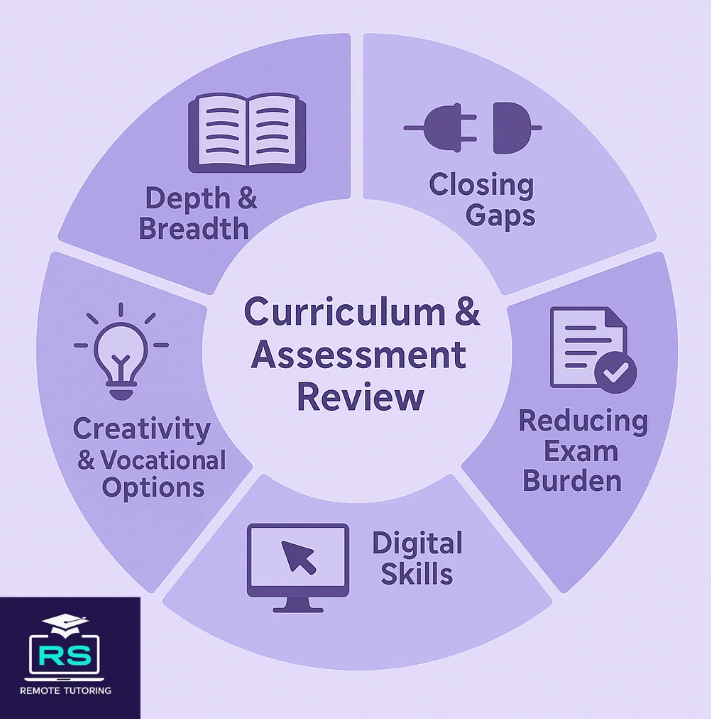 Depth &
Breadth
Closing
Gaps
Curriculum &
Assessment
Review
Creativity
& Vocational
Options
Reducing
Exam
Burden
Digital
Skills
RS
REMOTE TUTORING